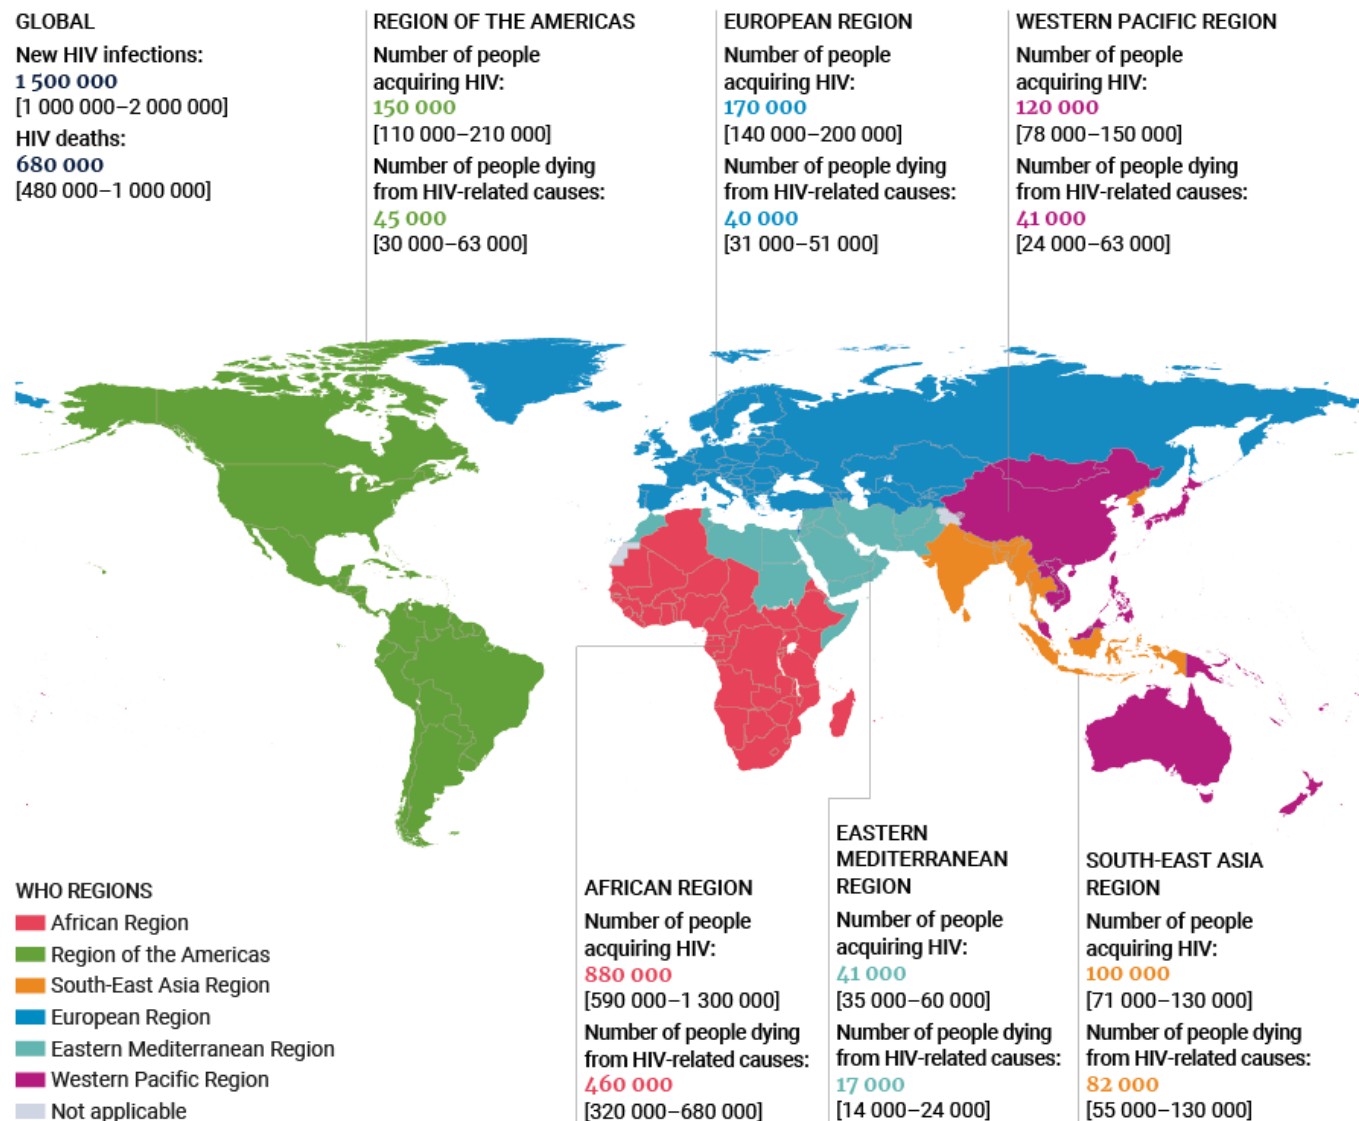 GLOBAL
New HIV infections:
1 500 000
[1 000 000–2 000 000]
HIV deaths:
680 000
[480 000–1 000 000]
REGION OF THE AMERICAS
Number of people
acquiring HIV:
150 000
[110 000–210 000]
Number of people dying
from HIV-related causes:
45 000
[30 000–63 000]
EUROPEAN REGION
Number of people
acquiring HIV:
170 000
[140 000–200 000]
Number of people dying
from HIV-related causes:
40 000
[31 000–51 000]
WESTERN PACIFIC REGION
Number of people
acquiring HIV:
120 000
[78 000–150 000]
Number of people dying
from HIV-related causes:
41 000
[24 000–63 000]
WHO REGIONS
African Region
Region of the Americas
South-East Asia Region
European Region
Eastern Mediterranean Region
Western Pacific Region
Not applicable
AFRICAN REGION
Number of people
acquiring HIV:
880 000
[590 000–1 300 000]
Number of people dying
from HIV-related causes:
460 000
[320 000–680 000]
EASTERN
MEDITERRANEAN
REGION
Number of people
acquiring HIV:
41 000
[35 000–60 000]
Number of people dying
from HIV-related causes:
17 000
[14 000–24 000]
SOUTH-EAST ASIA
REGION
Number of people
acquiring HIV:
100 000
[71 000–130 000]
Number of people dying
from HIV-related causes:
82 000
[55 000–130 000]